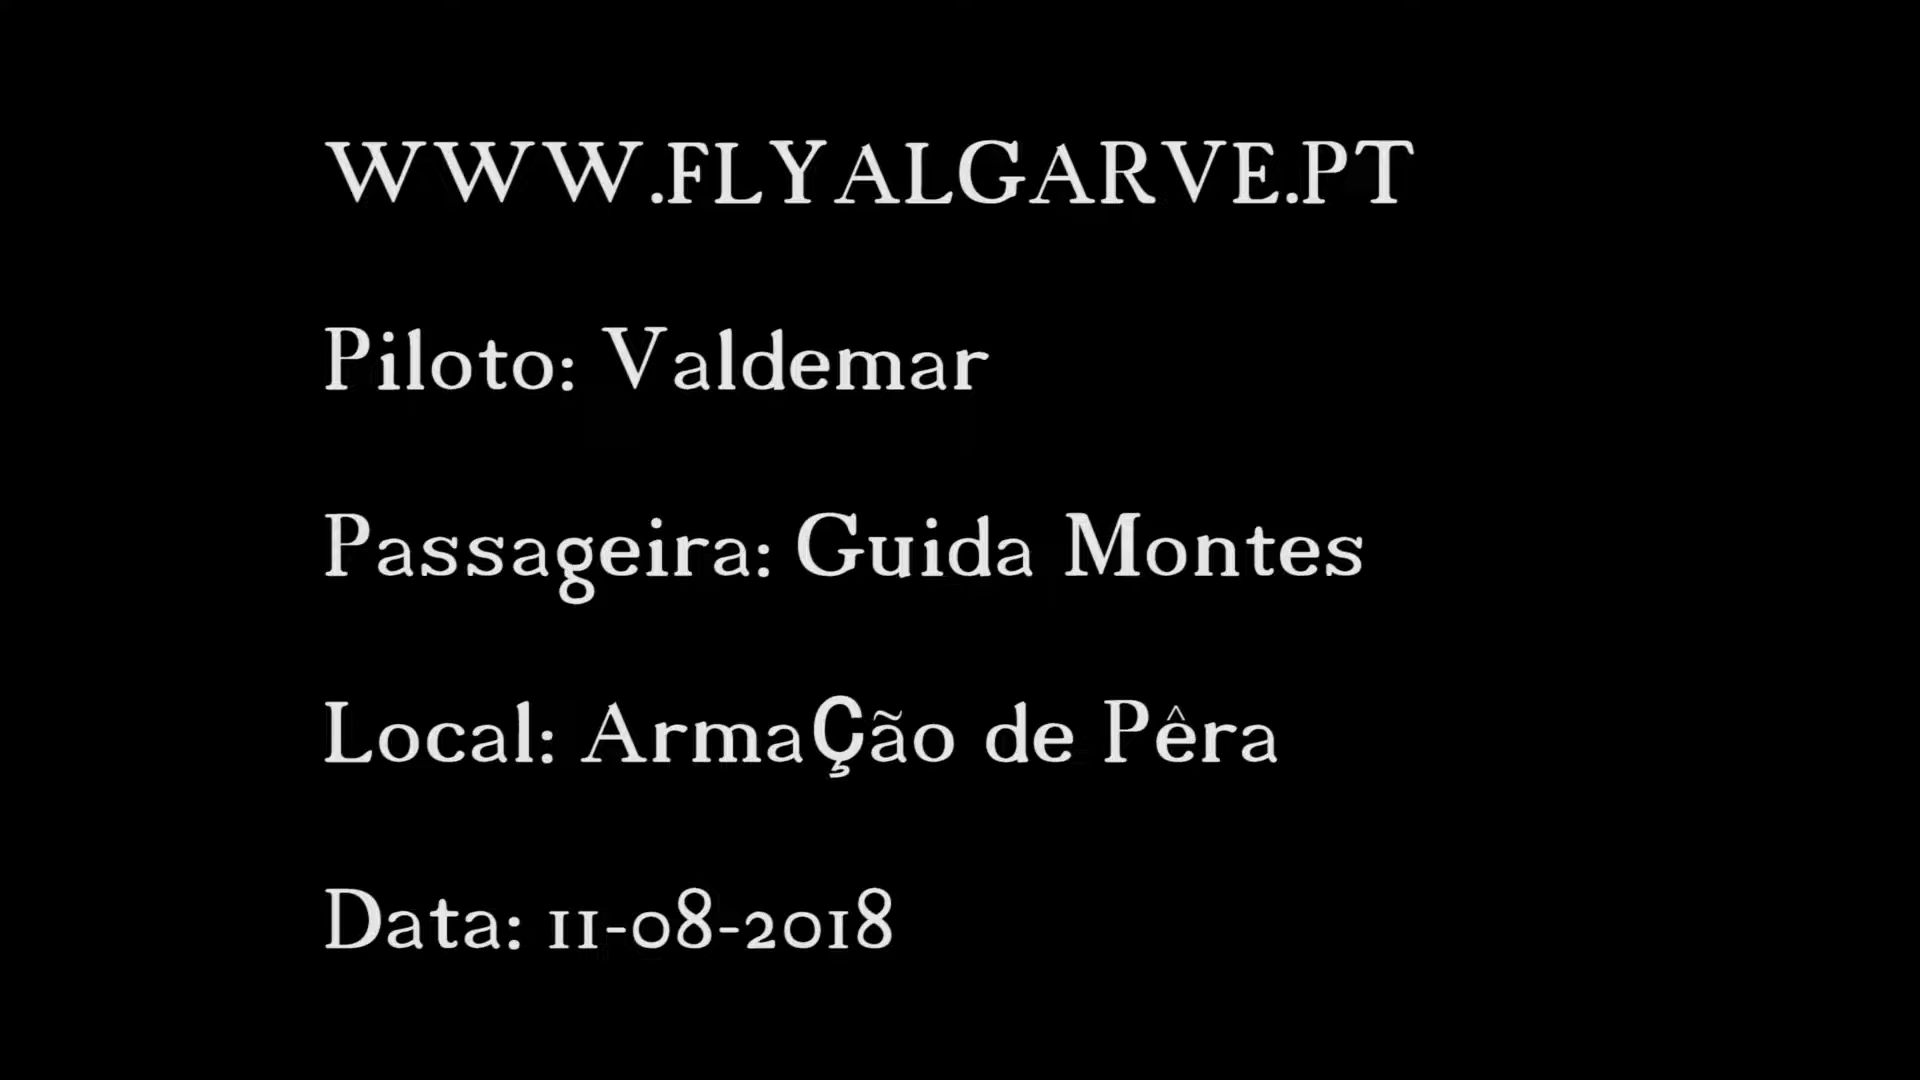 WWW.FLYALGARVE.PT
Piloto: Valdemar
Passageira: Guida Montes
Local: ArmaÇão de Pêra
Data: 11-08-2018